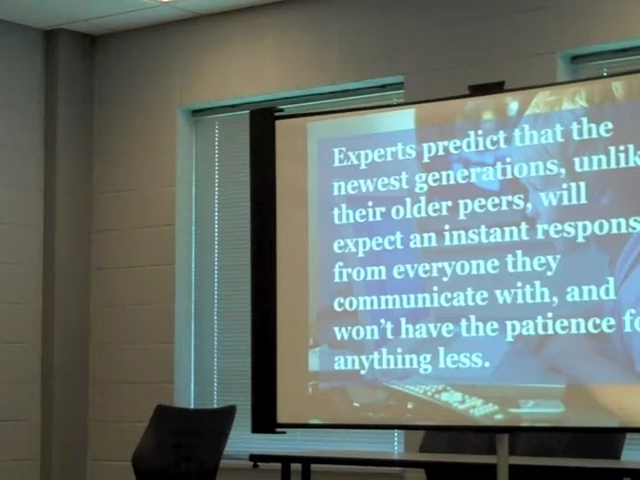 Experts predict that the
newest generations, unlik
their older peers, will
expect an instant respons
from everyone they
communicate with, and
won't have the patience fo
anything less.